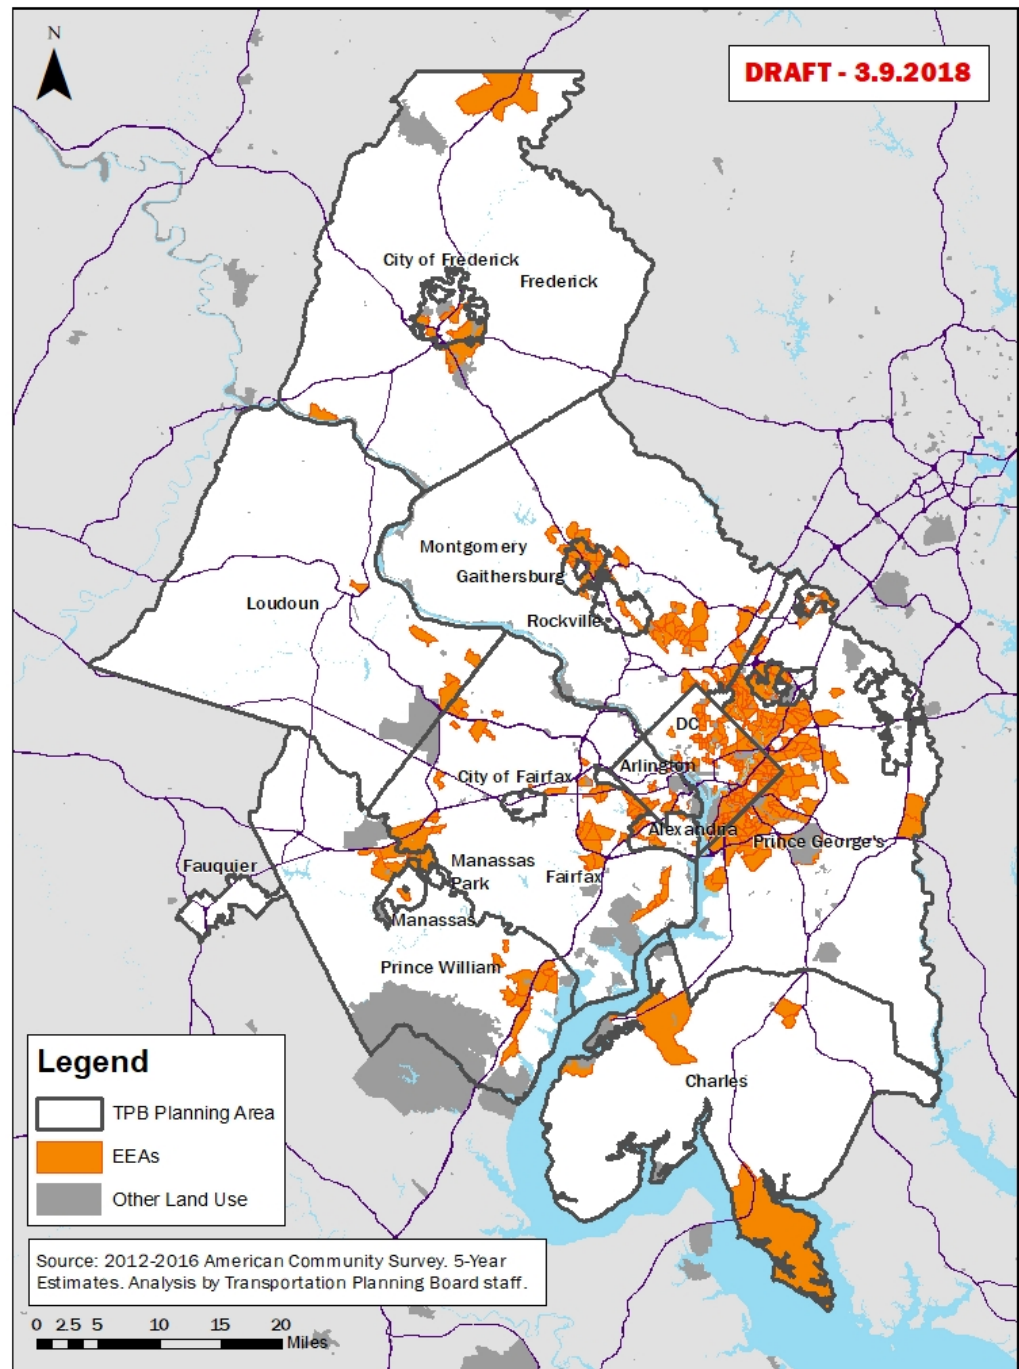 N
DRAFT - 3.9.2018
City of Frederick
Frederick
Montgomery
Gaithersburg
Loudoun
Rockville
DC
Arlington
City of Fairfax
Alexandria
Prince George's
Manassas
Park
Fauquier
Fairfax
Manassas
Prince William
Charles
Legend
TPB Planning Area
EEAs
Other Land Use
Source: 2012-2016 American Community Survey. 5-Year
Estimates. Analysis by Transportation Planning Board staff.
0 2.5 5 10 15 20
Miles